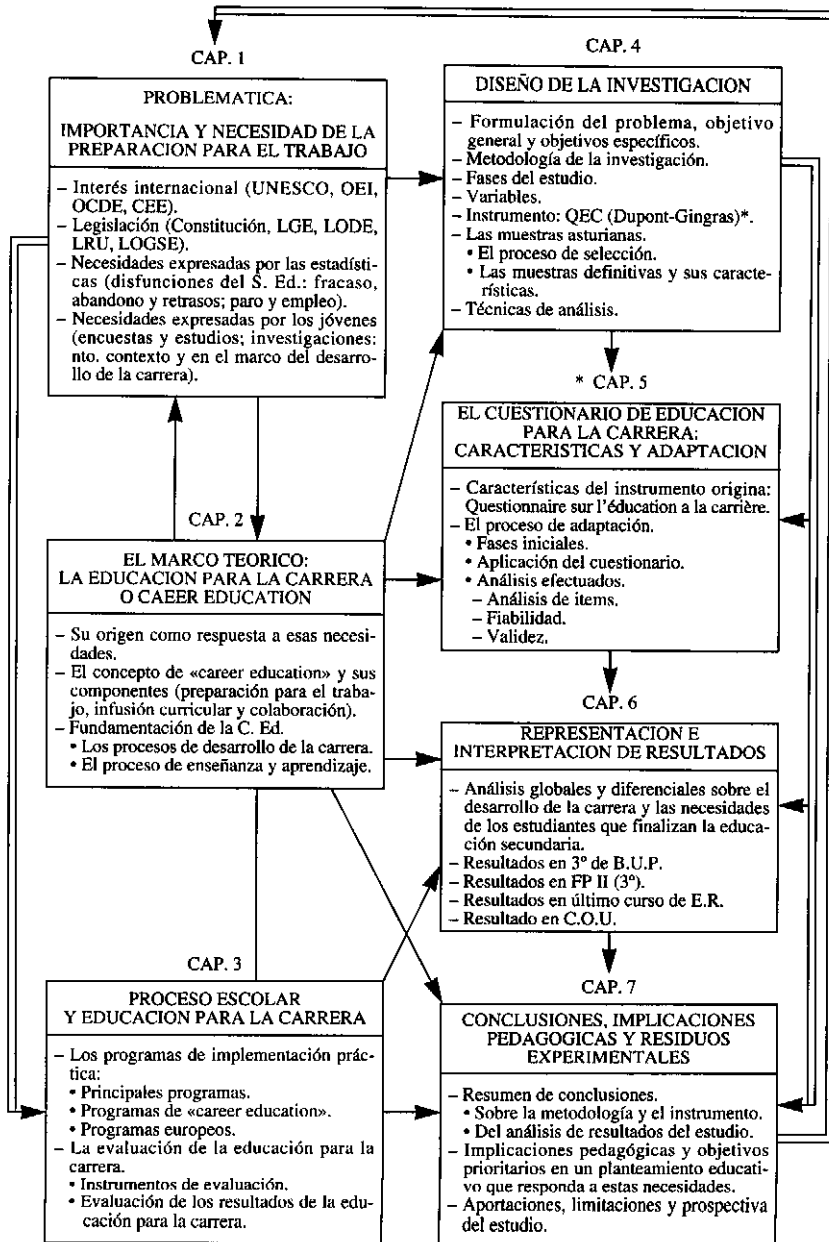 CAP. 1
PROBLEMATICA:
IMPORTANCIA Y NECESIDAD DE LA
PREPARACION PARA EL TRABAJO
– Interés internacional (UNESCO, OEI,
OCDE, CEE).
– Legislación (Constitución, LGE, LODE,
LRU, LOGSE).
– Necesidades expresadas por las estadís-
ticas (disfunciones del S. Ed.: fracaso,
abandono y retrasos; paro y empleo).
– Necesidades expresadas por los jóvenes
(encuestas y estudios; investigaciones:
nto. contexto y en el marco del desarro-
llo de la carrera).
CAP. 2
EL MARCO TEORICO:
LA EDUCACION PARA LA CARRERA
O CAEER EDUCATION
– Su origen como respuesta a esas necesi-
dades.
– El concepto de «career education» y sus
componentes (preparación para el traba-
jo, infusión curricular y colaboración).
– Fundamentación de la C. Ed.
• Los procesos de desarrollo de la carrera.
• El proceso de enseñanza y aprendizaje.
CAP. 3
PROCESO ESCOLAR
Y EDUCACION PARA LA CARRERA
– Los programas de implementación prác-
tica:
• Principales programas.
• Programas de «career education».
• Programas europeos.
– La evaluación de la educación para la
carrera.
• Instrumentos de evaluación.
• Evaluación de los resultados de la edu-
cación para la carrera.
CAP. 4
DISEÑO DE LA INVESTIGACION
– Formulación del problema, objetivo
general y objetivos específicos.
– Metodología de la investigación.
– Fases del estudio.
– Variables.
– Instrumento: QEC (Dupont-Gingras)*.
– Las muestras asturianas.
• El proceso de selección.
• Las muestras definitivas y sus caracte-
rísticas.
– Técnicas de análisis.
* CAP. 5
EL CUESTIONARIO DE EDUCACION
PARA LA CARRERA:
CARACTERISTICAS Y ADAPTACION
– Características del instrumento origina:
Questionnaire sur l'éducation a la carrière.
– El proceso de adaptación.
• Fases iniciales.
• Aplicación del cuestionario.
• Análisis efectuados.
– Análisis de items.
– Fiabilidad.
– Validez.
CAP. 6
REPRESENTACION E
INTERPRETACION DE RESULTADOS
– Análisis globales y diferenciales sobre el
desarrollo de la carrera y las necesidades
de los estudiantes que finalizan la educa-
ción secundaria.
– Resultados en 3º de B.U.P.
– Resultados en FP II (3º).
– Resultados en último curso de E.R.
– Resultado en C.O.U.
CAP. 7
CONCLUSIONES, IMPLICACIONES
PEDAGOGICAS Y RESIDUOS
EXPERIMENTALES
– Resumen de conclusiones.
• Sobre la metodología y el instrumento.
• Del análisis de resultados del estudio.
– Implicaciones pedagógicas y objetivos
prioritarios en un planteamiento educati-
vo que responda a estas necesidades.
– Aportaciones, limitaciones y prospectiva
del estudio.